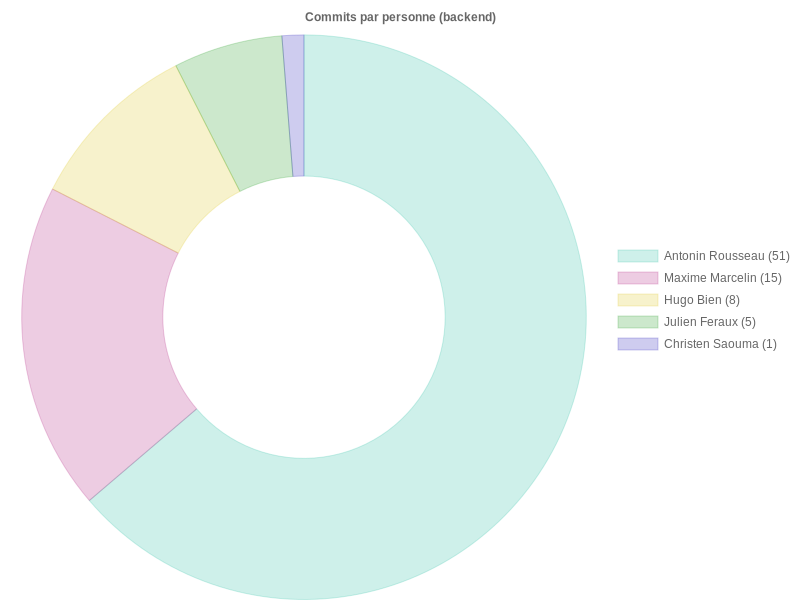 Commits par personne (backend)
Antonin Rousseau (51)
Maxime Marcelin (15)
Hugo Bien (8)
Julien Feraux (5)
Christen Saouma (1)